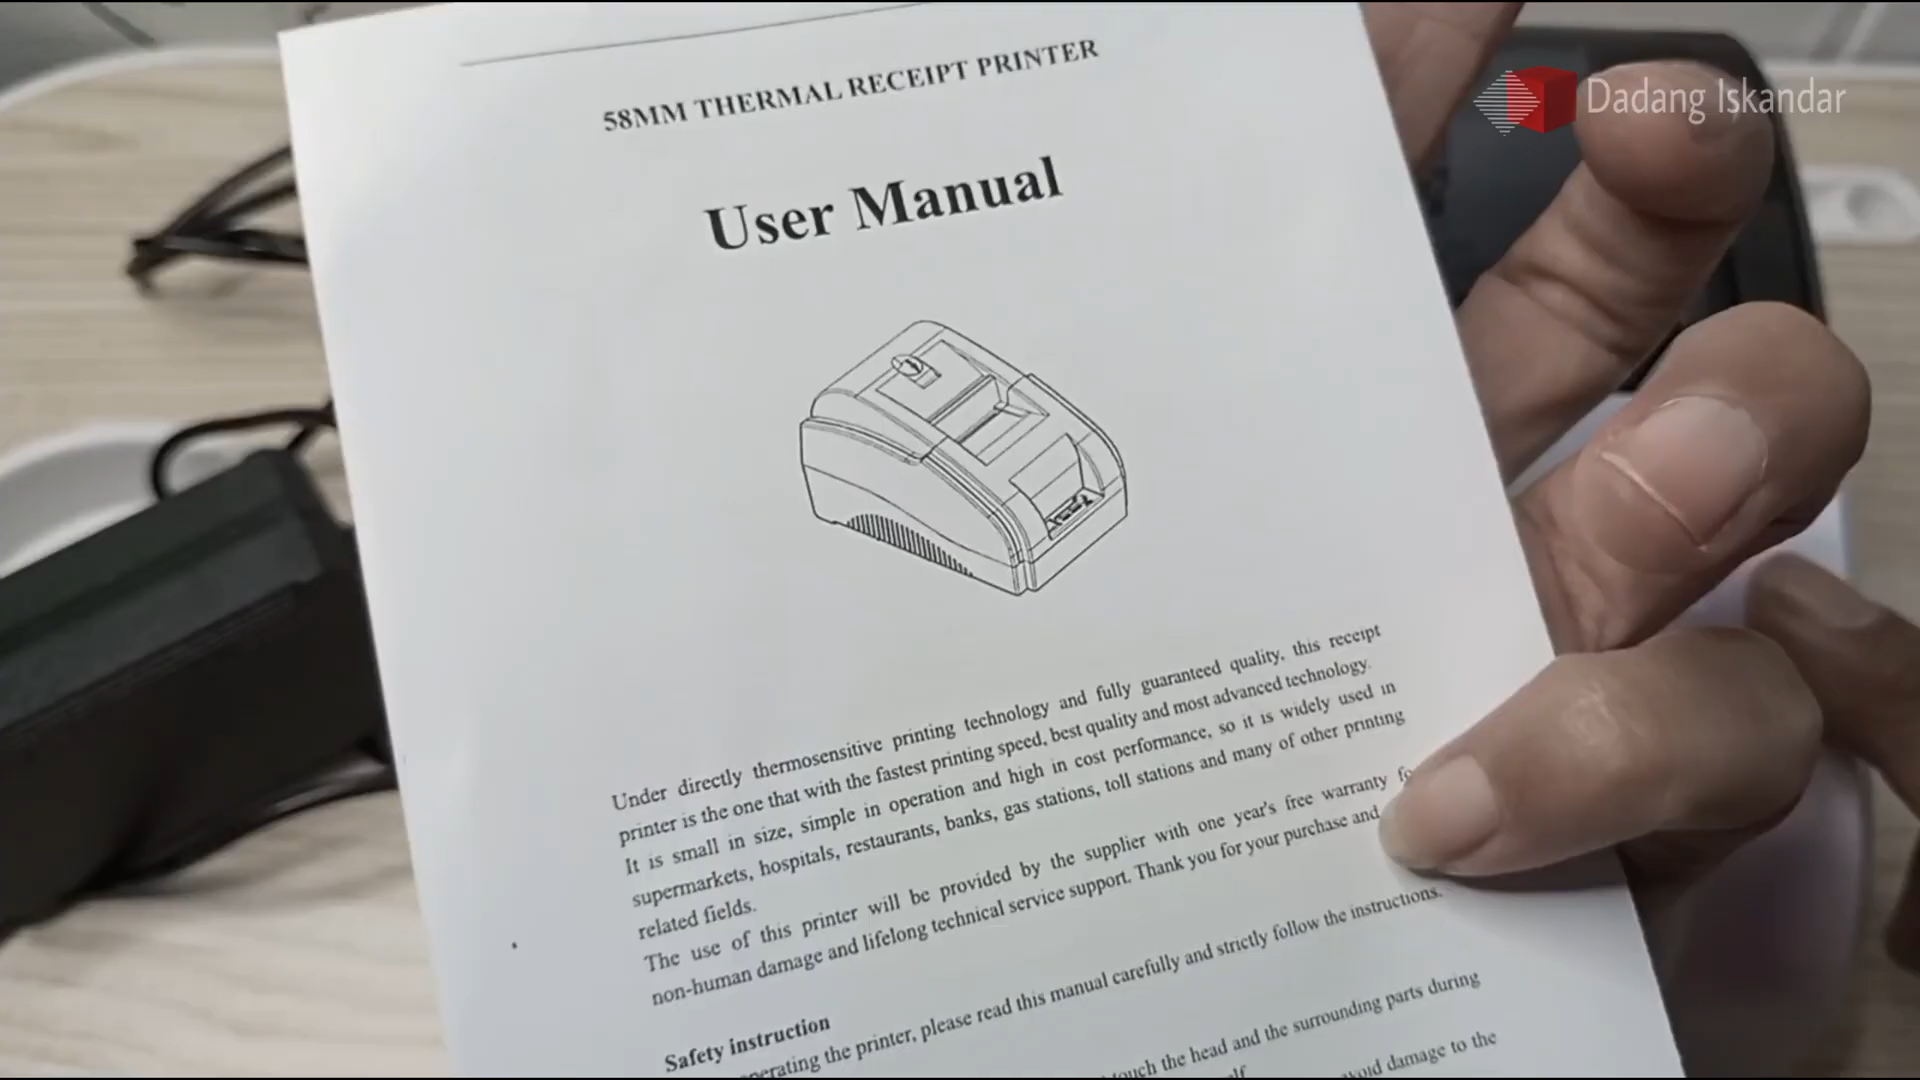 Dadang Iskandar
58MM THERMAL RECEIPT PRINTER
User Manual
Under directly thermosensitive printing technology and fully guaranteed quality, this receipt
printer is the one that with the fastest printing speed, best quality and most advanced technology.
It is small in size, simple in operation and high in cost performance, so it is widely used in
supermarkets, hospitals, restaurants, banks, gas stations, toll stations and many of other printing
related fields.
The use of this printer will be provided by the supplier with one year's free warranty
non-human damage and lifelong technical service support. Thank you for your purchase and
Safety instruction
the printer, please read this manual carefully and strictly follow the instructions.
touch the head and the surrounding parts during
avoid damage to the